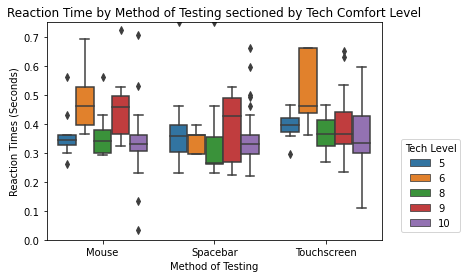 Reaction Time by Method of Testing sectioned by Tech Comfort Level
Reaction Times (Seconds)
0.7
0.6
0.5
0.4
0.3
0.2
0.1
0.0
Mouse Spacebar Touchscreen
Method of Testing
Tech Level
5
6
8
9
10